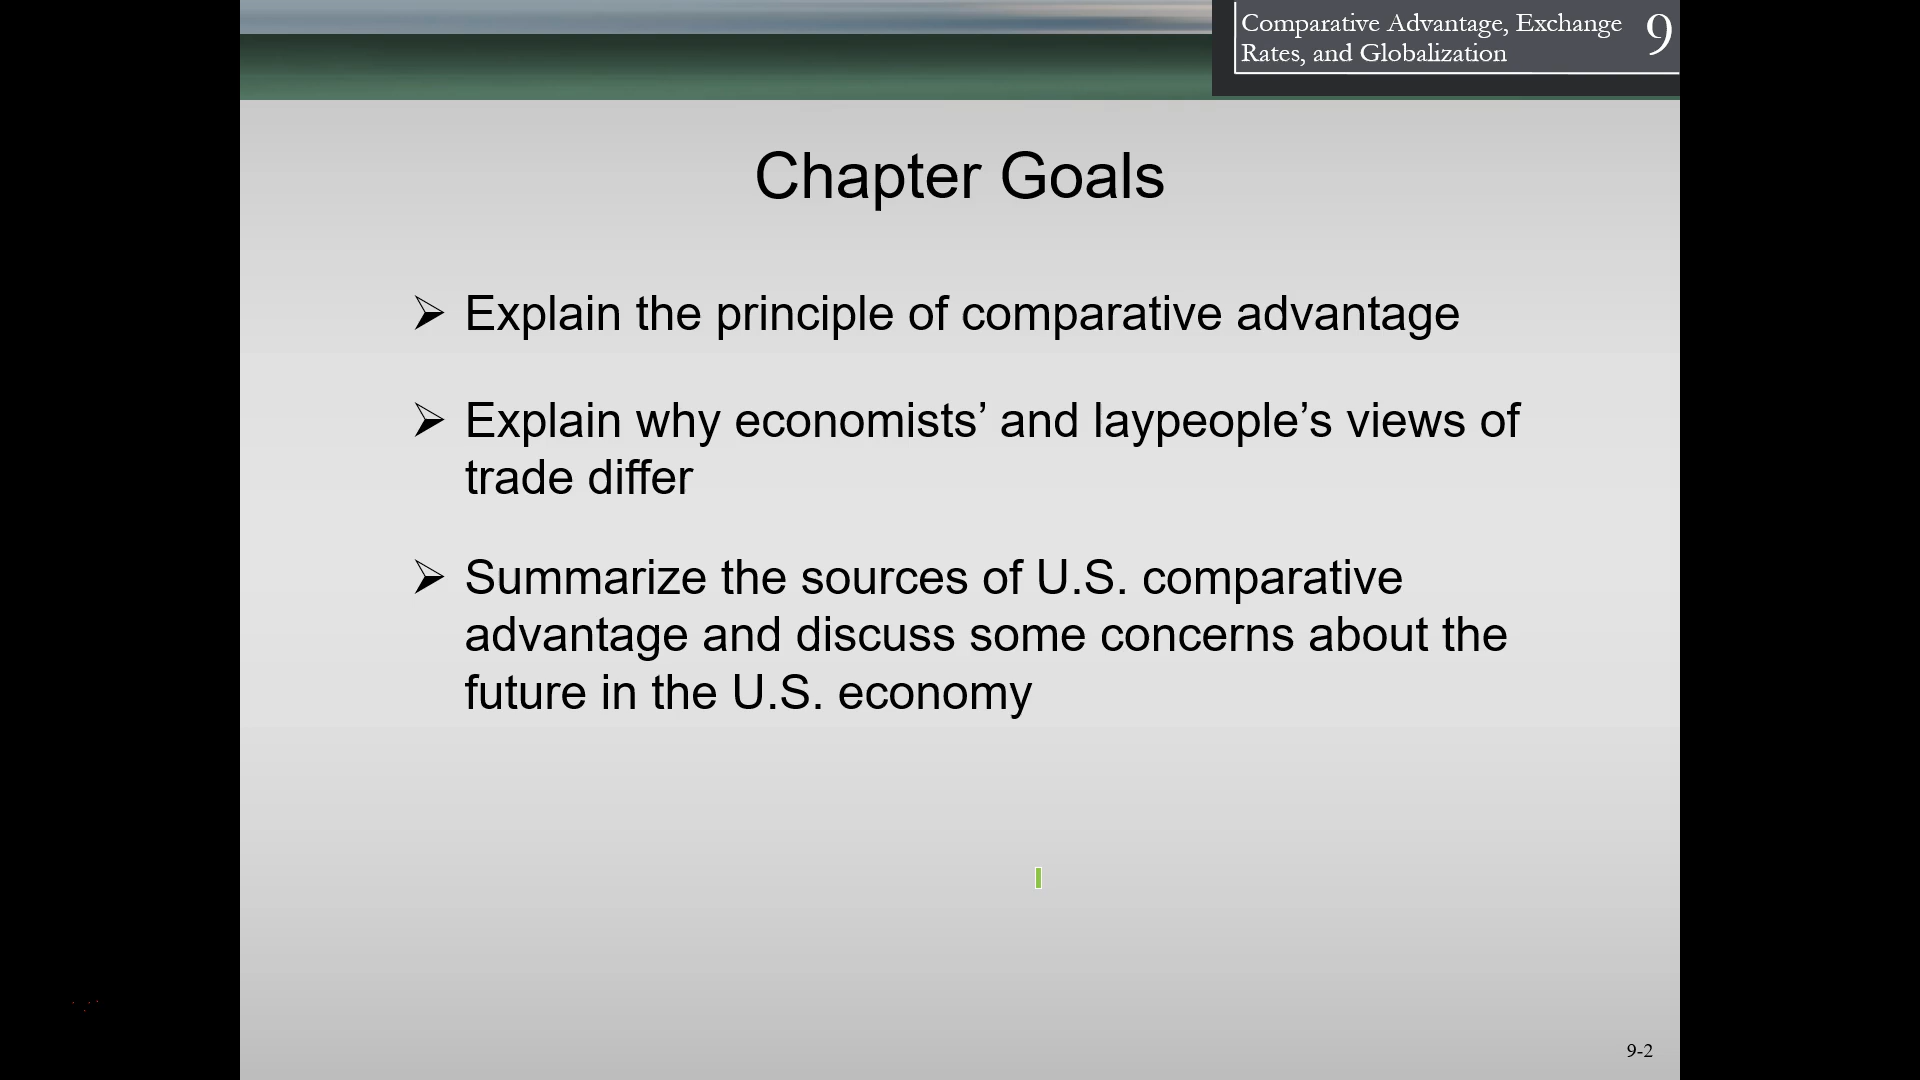 Comparative Advantage, Exchange 9
Rates, and Globalization
Chapter Goals
➢ Explain the principle of comparative advantage
➢ Explain why economists’ and laypeople’s views of
trade differ
➢ Summarize the sources of U.S. comparative
advantage and discuss some concerns about the
future in the U.S. economy
9-2